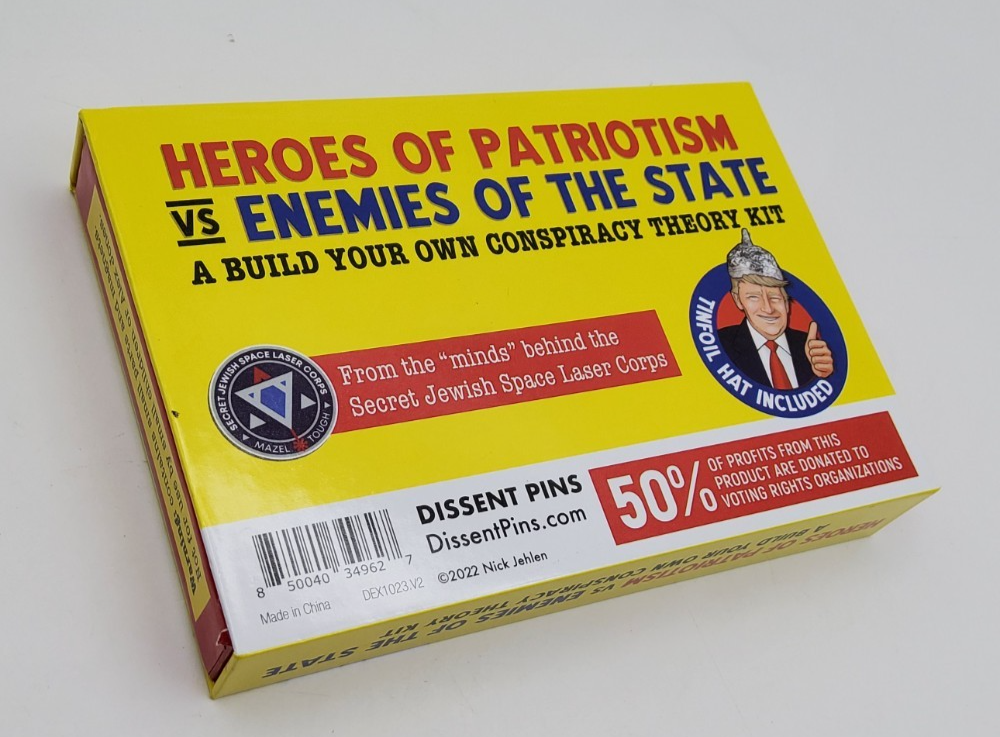 HEROES OF PATRIOTISM
VS ENEMIES OF THE STATE
A BUILD YOUR OWN CONSPIRACY THEORY KIT
TINFOIL HAT INCLUDED
From the “minds” behind the
Secret Jewish Space Laser Corps
SECRET JEWISH SPACE LASER CORPS
MAZEL TOUGH
50%
OF PROFITS FROM THIS
PRODUCT ARE DONATED TO
VOTING RIGHTS ORGANIZATIONS
DISSENT PINS
DissentPins.com
©2022 Nick Jehlen
8 50040 34962 7
Made in China
DEX1023.V2
HEROES OF PATRIOTISM VS ENEMIES OF THE STATE
A BUILD YOUR OWN CONSPIRACY THEORY KIT
Warning!